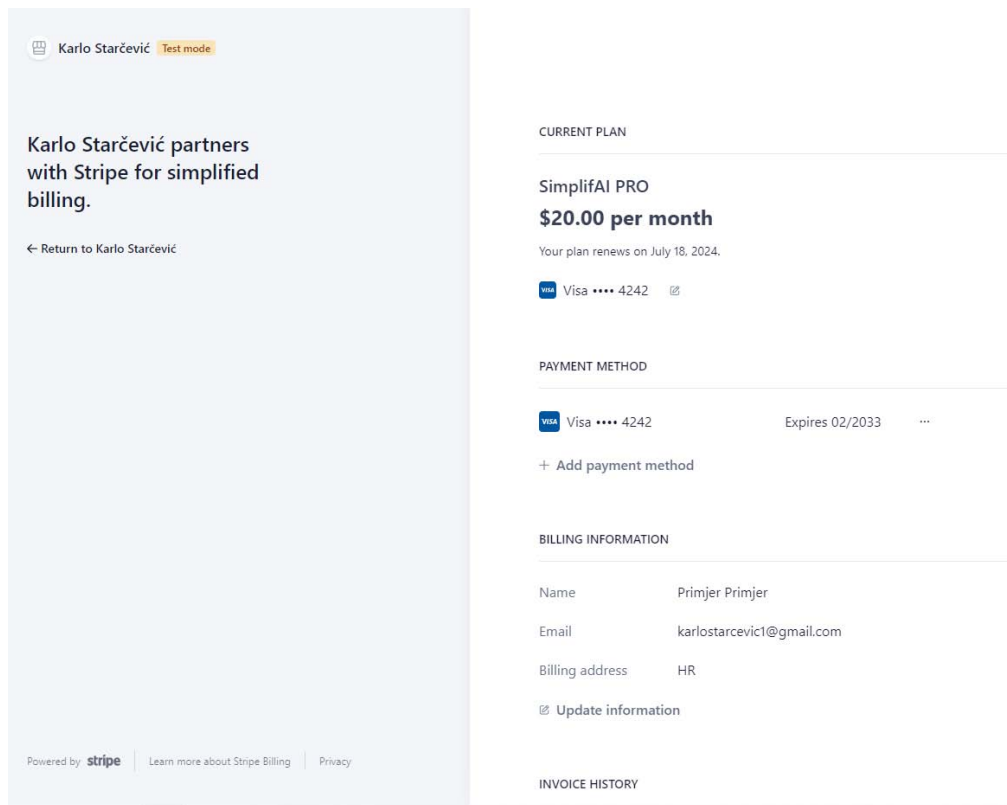 Karlo Starčević Test mode
Karlo Starčević partners
with Stripe for simplified
billing.
← Return to Karlo Starčević
Powered by stripe Learn more about Stripe Billing Privacy
CURRENT PLAN
SimplifAI PRO
$20.00 per month
Your plan renews on July 18, 2024.
VISA Visa •••• 4242
PAYMENT METHOD
VISA Visa •••• 4242 Expires 02/2033 ···
+ Add payment method
BILLING INFORMATION
Name Primjer Primjer
Email karlostarcevic1@gmail.com
Billing address HR
Update information
INVOICE HISTORY